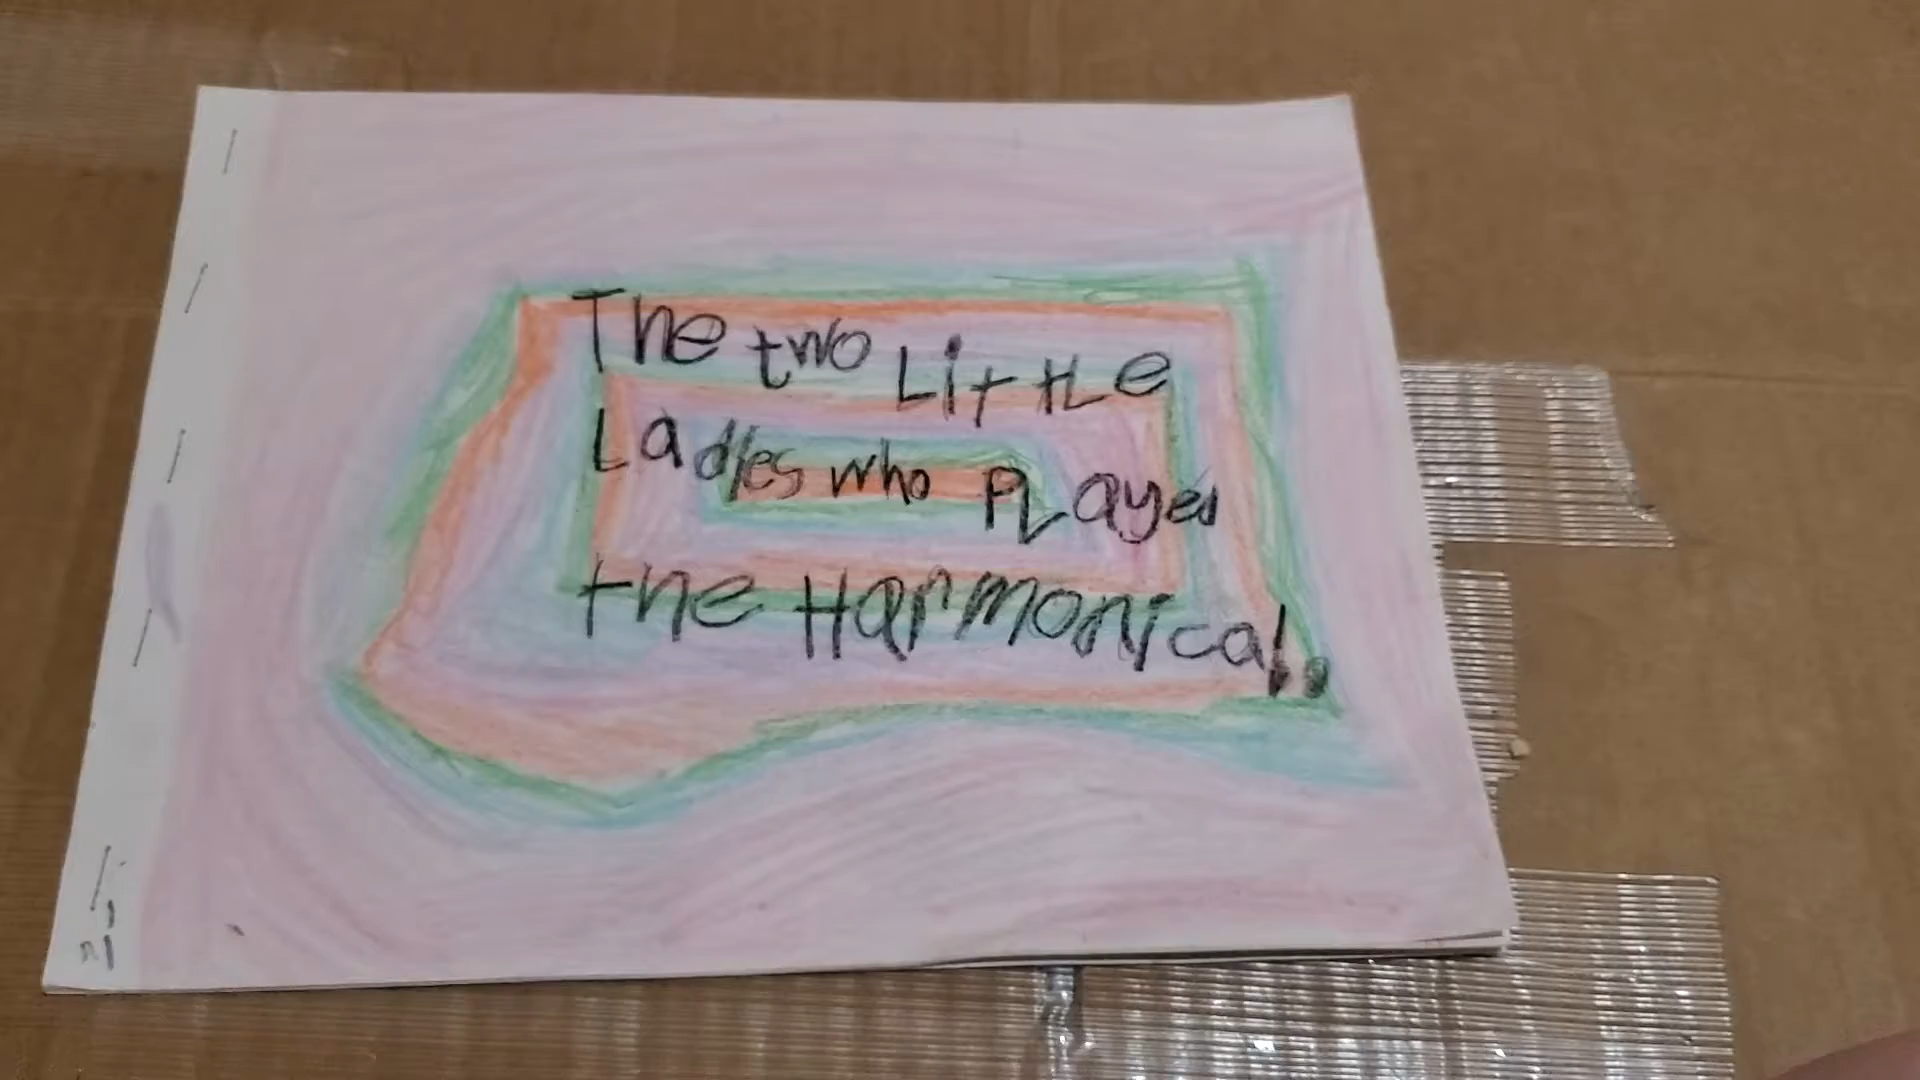 The two LittLe
Ladies who PLayed
the Harmonica!.